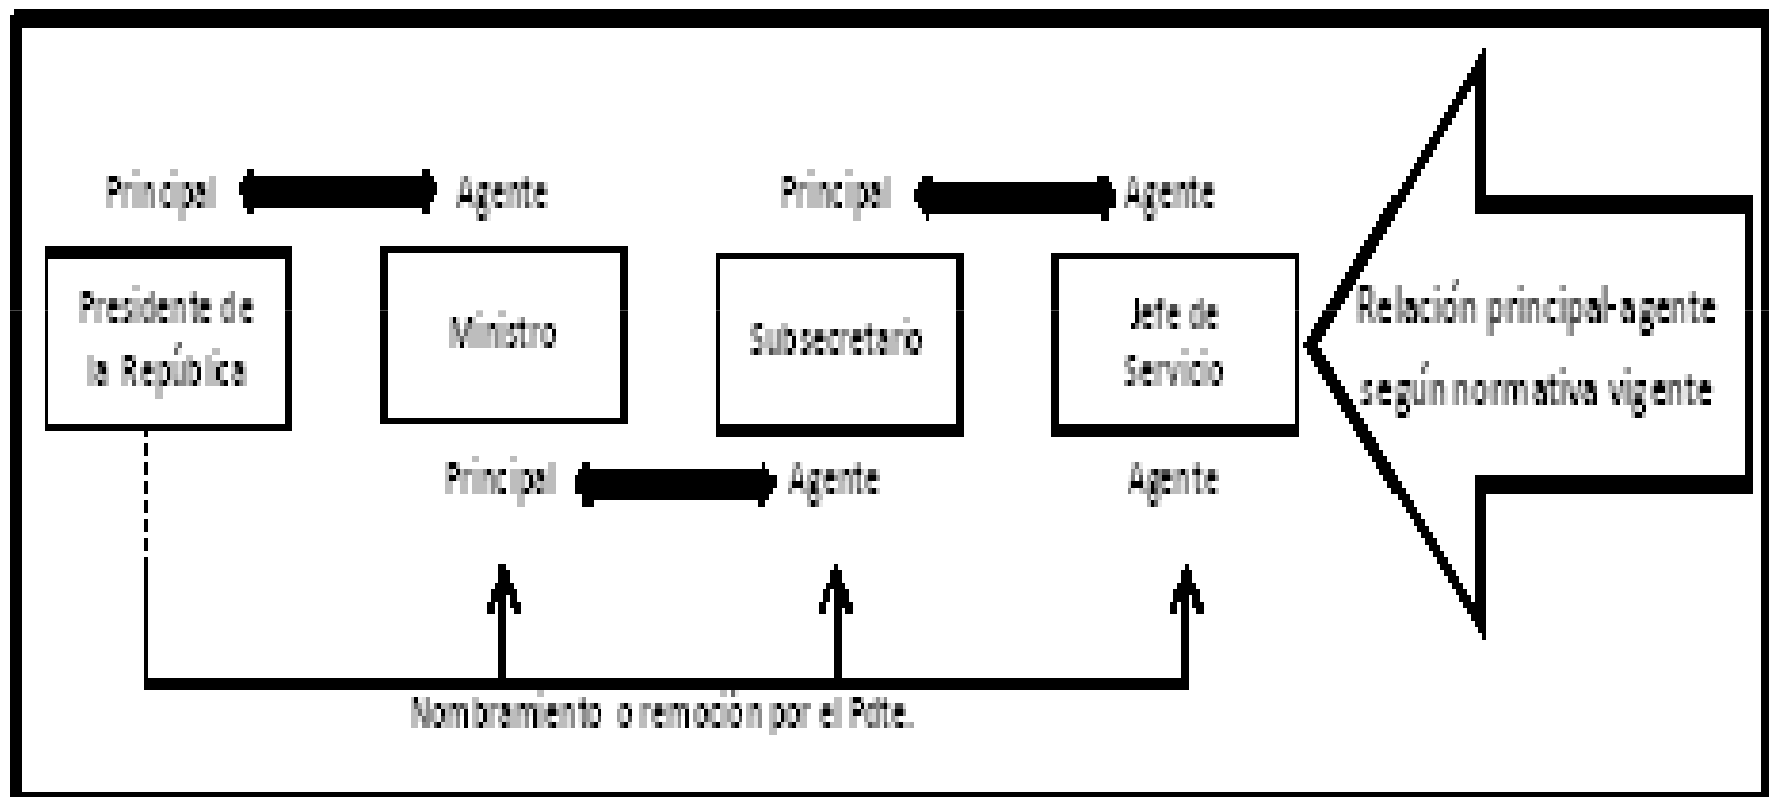 Principal
Agente
Principal
Agente
Presidente de
la República
Ministro
Subsecretario
Jefe de
Servicio
Relación principal-agente
según normativa vigente
Principal
Agente
Agente
Nombramiento o remoción por el Pdte.